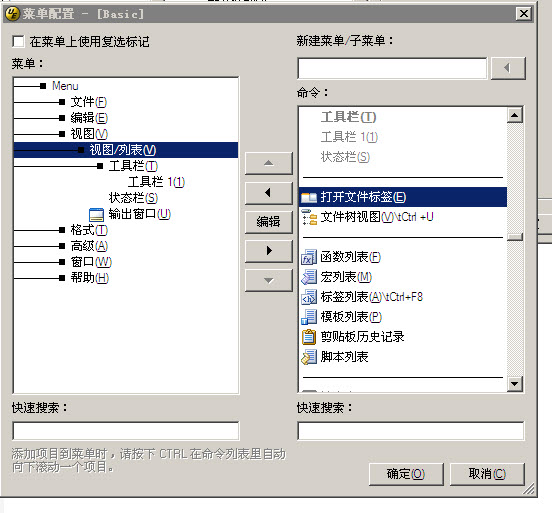 菜单配置 - [Basic]
在菜单上使用复选标记
新建菜单/子菜单：
菜单：
Menu
文件(F)
编辑(E)
视图(V)
视图/列表(V)
工具栏(T)
工具栏 1(1)
状态栏(S)
输出窗口(U)
格式(T)
高级(A)
窗口(W)
帮助(H)
编辑
命令：
工具栏(T)
工具栏 1(1)
状态栏(S)
打开文件标签(E)
文件树视图(V)\tCtrl +U
函数列表(F)
宏列表(M)
标签列表(A)\tCtrl+F8
模板列表(P)
剪贴板历史记录
脚本列表
快速搜索：
快速搜索：
添加项目到菜单时，请按下 CTRL 在命令列表里自动
向下滚动一个项目。
确定(O)
取消(C)